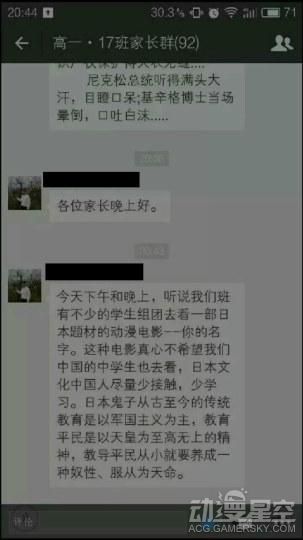 20:44
30.3%
71
高一·17班家长群(92)
尼克松总统听得满头大
汗，目瞪口呆;基辛格博士当场
晕倒，口吐白沫.....
各位家长晚上好。
今天下午和晚上，听说我们班
有不少的学生组团去看一部日
本题材的动漫电影--你的名
字。这种电影真心不希望我们
中国的中学生也去看，日本文
化中国人尽量少接触，少学
习。日本鬼子从古至今的传统
教育是以军国主义为主，教育
平民是以天皇为至高无上的精
神，教导平民从小就要养成一
种奴性、服从为天命。
评论
动漫星空
ACG.GAMERSKY.COM